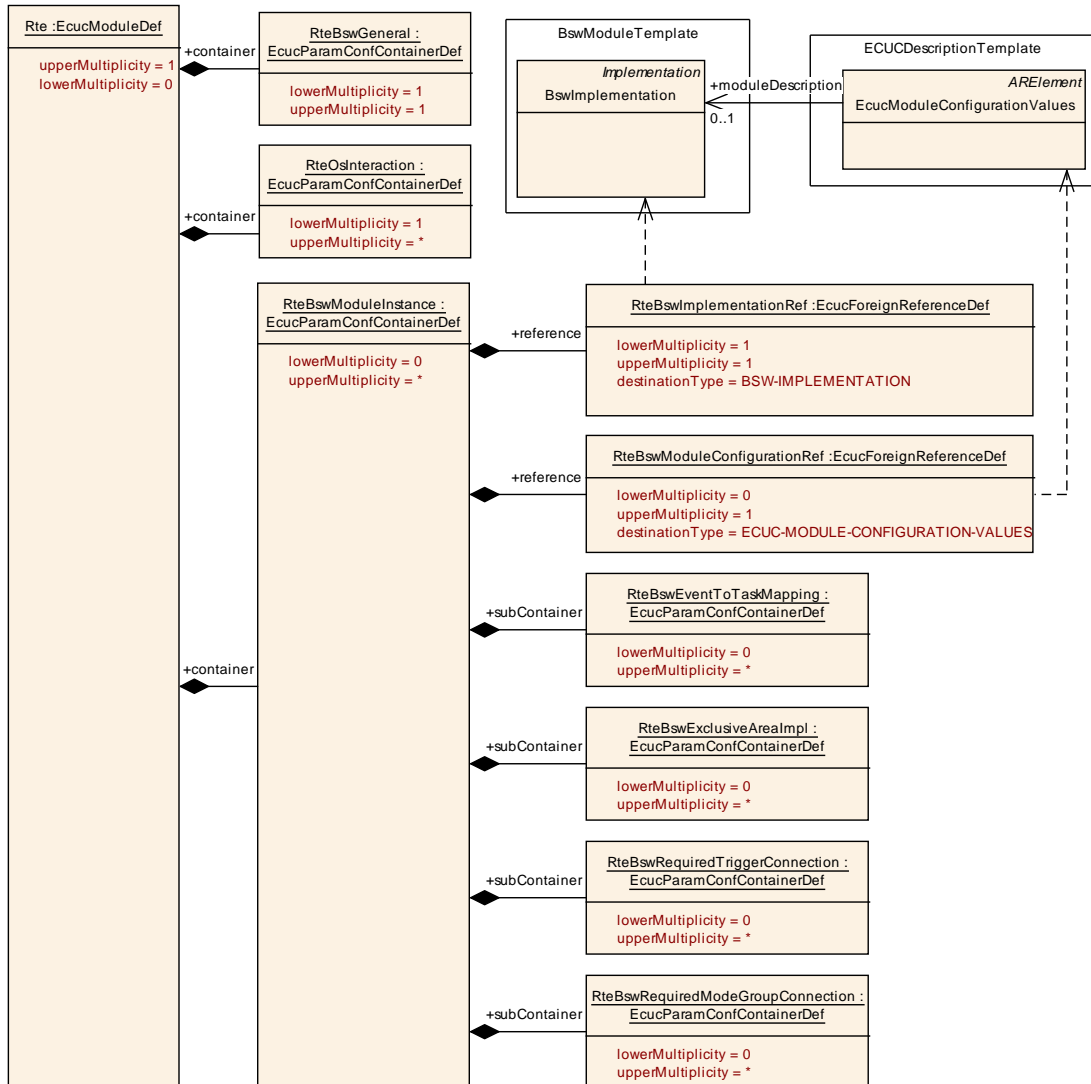 Rte :EcucModuleDef
upperMultiplicity = 1
lowerMultiplicity = 0
+container
RteBswGeneral :
EcucParamConfContainerDef
lowerMultiplicity = 1
upperMultiplicity = 1
BswModuleTemplate
Implementation
BswImplementation
+moduleDescription
0..1
ECUCDescriptionTemplate
ARElement
EcucModuleConfigurationValues
+container
RteOsInteraction :
EcucParamConfContainerDef
lowerMultiplicity = 1
upperMultiplicity = *
+container
RteBswModuleInstance :
EcucParamConfContainerDef
lowerMultiplicity = 0
upperMultiplicity = *
+reference
RteBswImplementationRef :EcucForeignReferenceDef
lowerMultiplicity = 1
upperMultiplicity = 1
destinationType = BSW-IMPLEMENTATION
+reference
RteBswModuleConfigurationRef :EcucForeignReferenceDef
lowerMultiplicity = 0
upperMultiplicity = 1
destinationType = ECUC-MODULE-CONFIGURATION-VALUES
+subContainer
RteBswEventToTaskMapping :
EcucParamConfContainerDef
lowerMultiplicity = 0
upperMultiplicity = *
+subContainer
RteBswExclusiveAreaImpl :
EcucParamConfContainerDef
lowerMultiplicity = 0
upperMultiplicity = *
+subContainer
RteBswRequiredTriggerConnection :
EcucParamConfContainerDef
lowerMultiplicity = 0
upperMultiplicity = *
+subContainer
RteBswRequiredModeGroupConnection :
EcucParamConfContainerDef
lowerMultiplicity = 0
upperMultiplicity = *